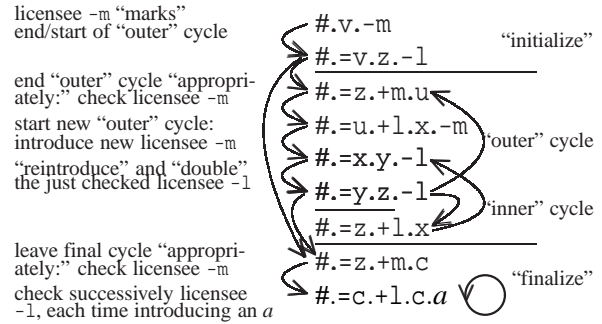 licensee -m “marks”
end/start of “outer” cycle
#.v.-m
#.=v.z.-l
“initialize”
end “outer” cycle “appropri-
ately:” check licensee -m
#.=z.+m.u
start new “outer” cycle:
introduce new licensee -m
#.=u.+l.x.-m
“outer” cycle
“reintroduce” and “double”
the just checked licensee -l
#.=x.y.-l
#.=y.z.-l
“inner” cycle
#.=z.+l.x
leave final cycle “appropri-
ately:” check licensee -m
#.=z.+m.c
check successively licensee
-l, each time introducing an a
#.=c.+l.c.a
“finalize”